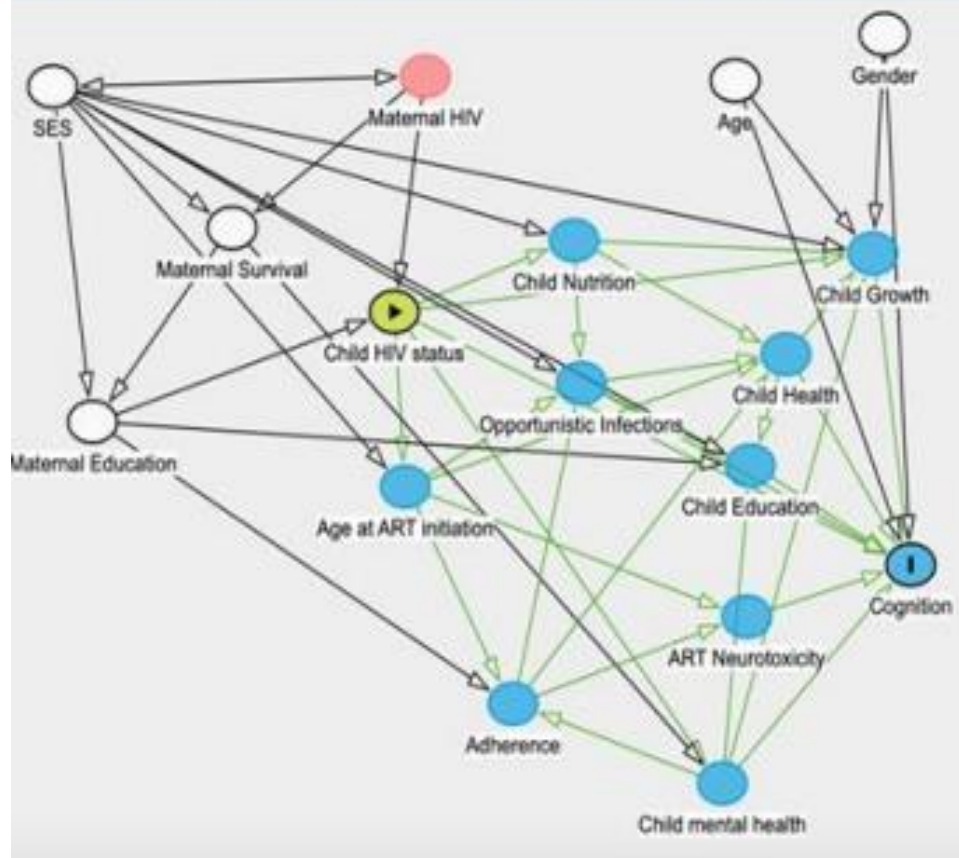 Gender
SES
Maternal HIV
Age
Maternal Survival
Child Nutrition
Child Growth
Child HIV status
Child Health
Opportunistic Infections
Maternal Education
Child Education
Age at ART initiation
Cognition
ART Neurotoxicity
Adherence
Child mental health